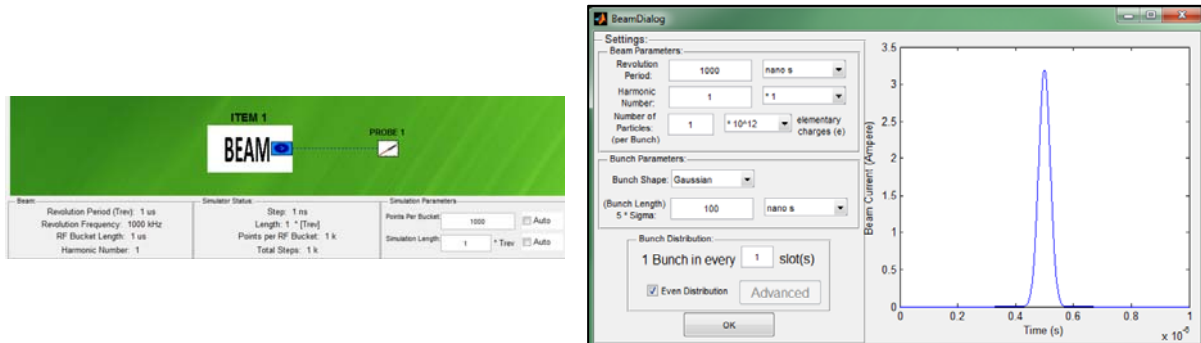 ITEM 1
BEAM
PROBE 1
Beam:
Revolution Period (Trev): 1 us
Revolution Frequency: 1000 kHz
RF Bucket Length: 1 us
Harmonic Number: 1
Simulator Status:
Step: 1 ns
Length: 1 * [Trev]
Points per RF Bucket: 1 k
Total Steps: 1 k
Simulation Parameters
Points Per Bucket: 1000 Auto
Simulation Length: 1 * Trev Auto
BeamDialog
Settings:
Beam Parameters:
Revolution Period: 1000 nano s
Harmonic Number: 1 * 1
Number of Particles: (per Bunch) 1 * 10^12 elementary charges (e)
Bunch Parameters:
Bunch Shape: Gaussian
(Bunch Length) 5 * Sigma: 100 nano s
Bunch Distribution:
1 Bunch in every 1 slot(s)
Even Distribution Advanced
OK
Beam Current (Ampere)
3.5
3
2.5
2
1.5
1
0.5
0
0 0.2 0.4 0.6 0.8 1
Time (s)
x 10^-6